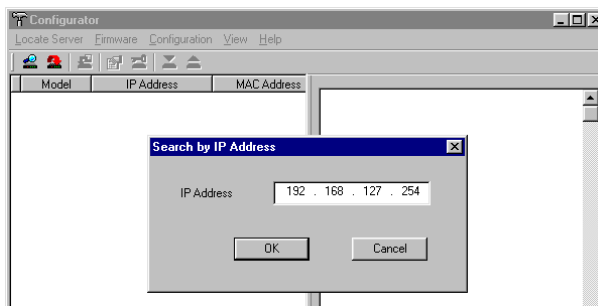 Configurator
Locate Server Firmware Configuration View Help
Model IP Address MAC Address
Search by IP Address
IP Address 192 . 168 . 127 . 254
OK Cancel